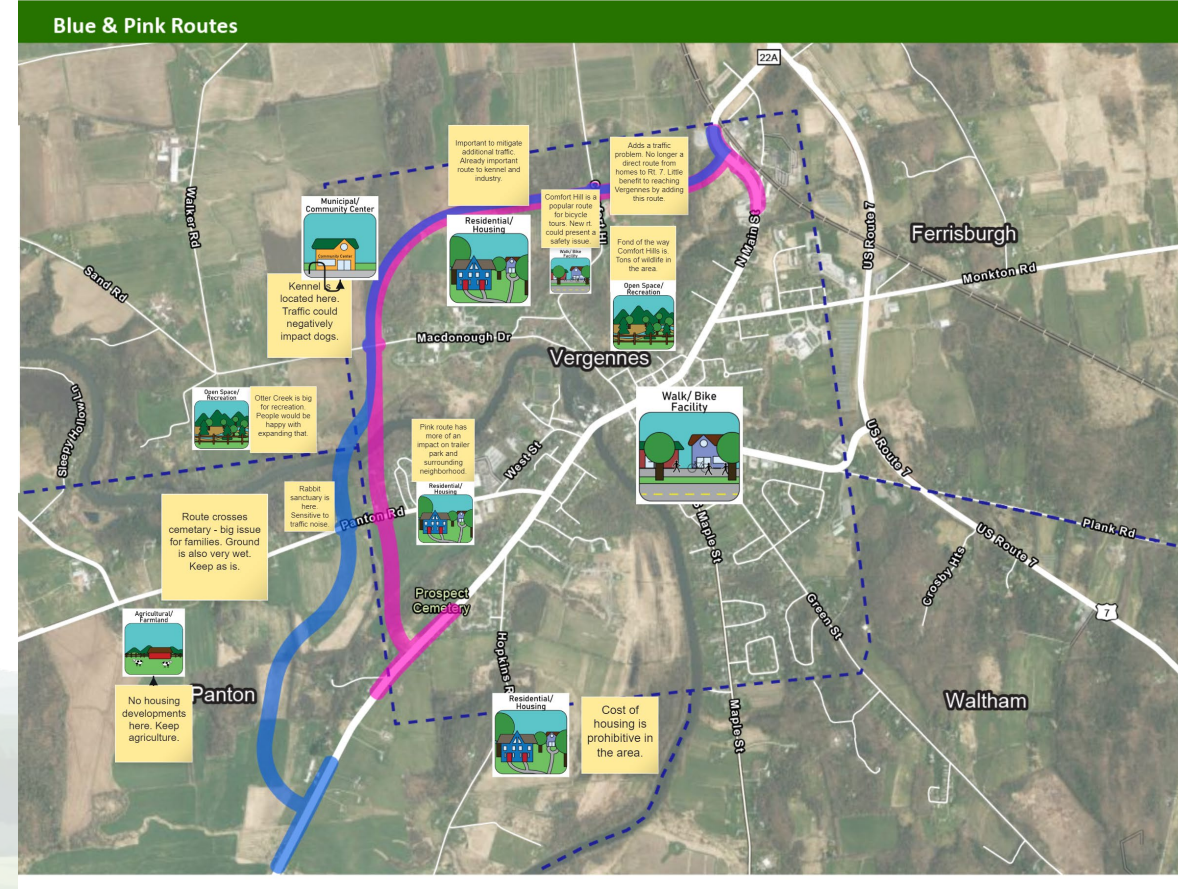 Blue & Pink Routes
22A
Important to mitigate
additional traffic.
Already important
route to kennel and
industry.
Adds a traffic
problem. No longer a
direct route from
homes to Rt. 7. Little
benefit to reaching
Vergennes by adding
this route.
Walker Rd
Municipal/
Community Center
Community Center
Comfort Hill is a
popular route
for bicycle
tours. New rt.
could present a
safety issue.
Residential/
Housing
Walk/ Bike
Facility
Fond of the way
Comfort Hills is.
Tons of wildlife in
the area.
N Main St
US Route 7
Ferrisburgh
Monkton Rd
Sand Rd
Kennel is
located here.
Traffic could
negatively
impact dogs.
Open Space/
Recreation
Macdonough Dr
Vergennes
Sleepy Hollow Ln
Open Space/
Recreation
Otter Creek is big
for recreation.
People would be
happy with
expanding that.
Walk/ Bike
Facility
Pink route has
more of an
impact on trailer
park and
surrounding
neighborhood.
West St
US Route 7
Residential/
Housing
Rabbit
sanctuary is
here.
Sensitive to
traffic noise.
Panton Rd
Route crosses
cemetary - big issue
for families. Ground
is also very wet.
Keep as is.
S Maple St
Plank Rd
US Route 7
Crosby Hts
7
Prospect
Cemetery
Green St
Agricultural/
Farmland
Hopkins R
Panton
No housing
developments
here. Keep
agriculture.
Residential/
Housing
Cost of
housing is
prohibitive in
the area.
Maple St
Waltham